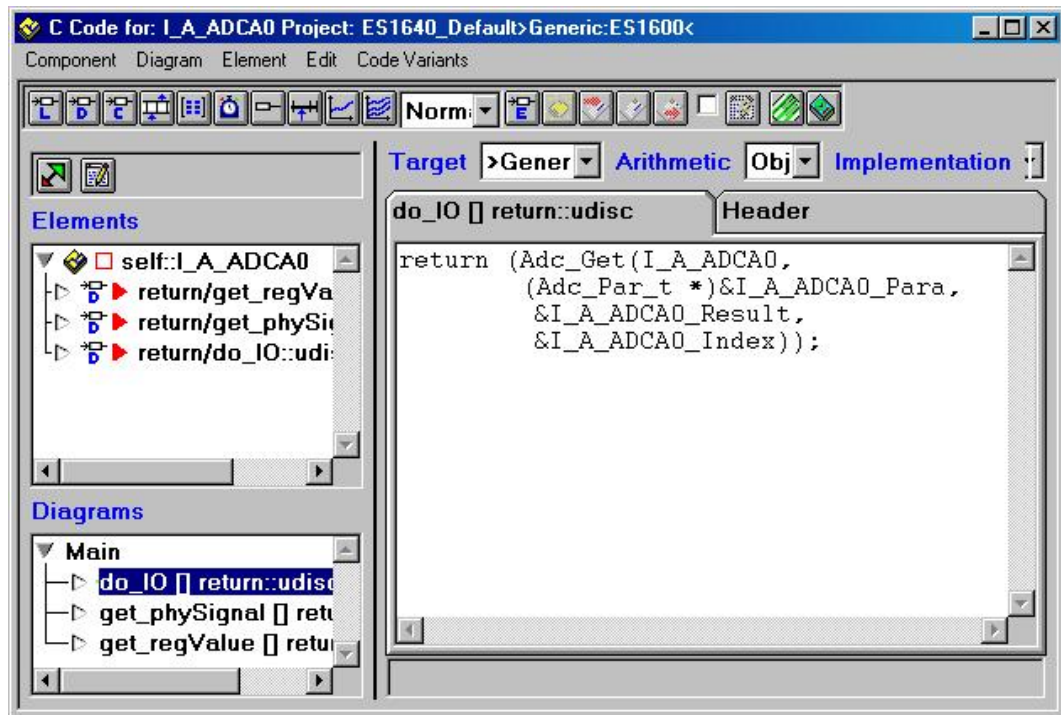 C Code for: I_A_ADCA0 Project: ES1640_Default>Generic:ES1600<
Component Diagram Element Edit Code Variants
L D C Norm E
Target >Gener Arithmetic Obj Implementation
Elements
self::I_A_ADCA0
D return/get_regVa
D return/get_phySi
D return/do_IO::udi
do_IO [] return::udisc Header
return (Adc_Get(I_A_ADCA0,
(Adc_Par_t *)&I_A_ADCA0_Para,
&I_A_ADCA0_Result,
&I_A_ADCA0_Index));
Diagrams
Main
do_IO [] return::udisc
get_phySignal [] retu
get_regValue [] retur